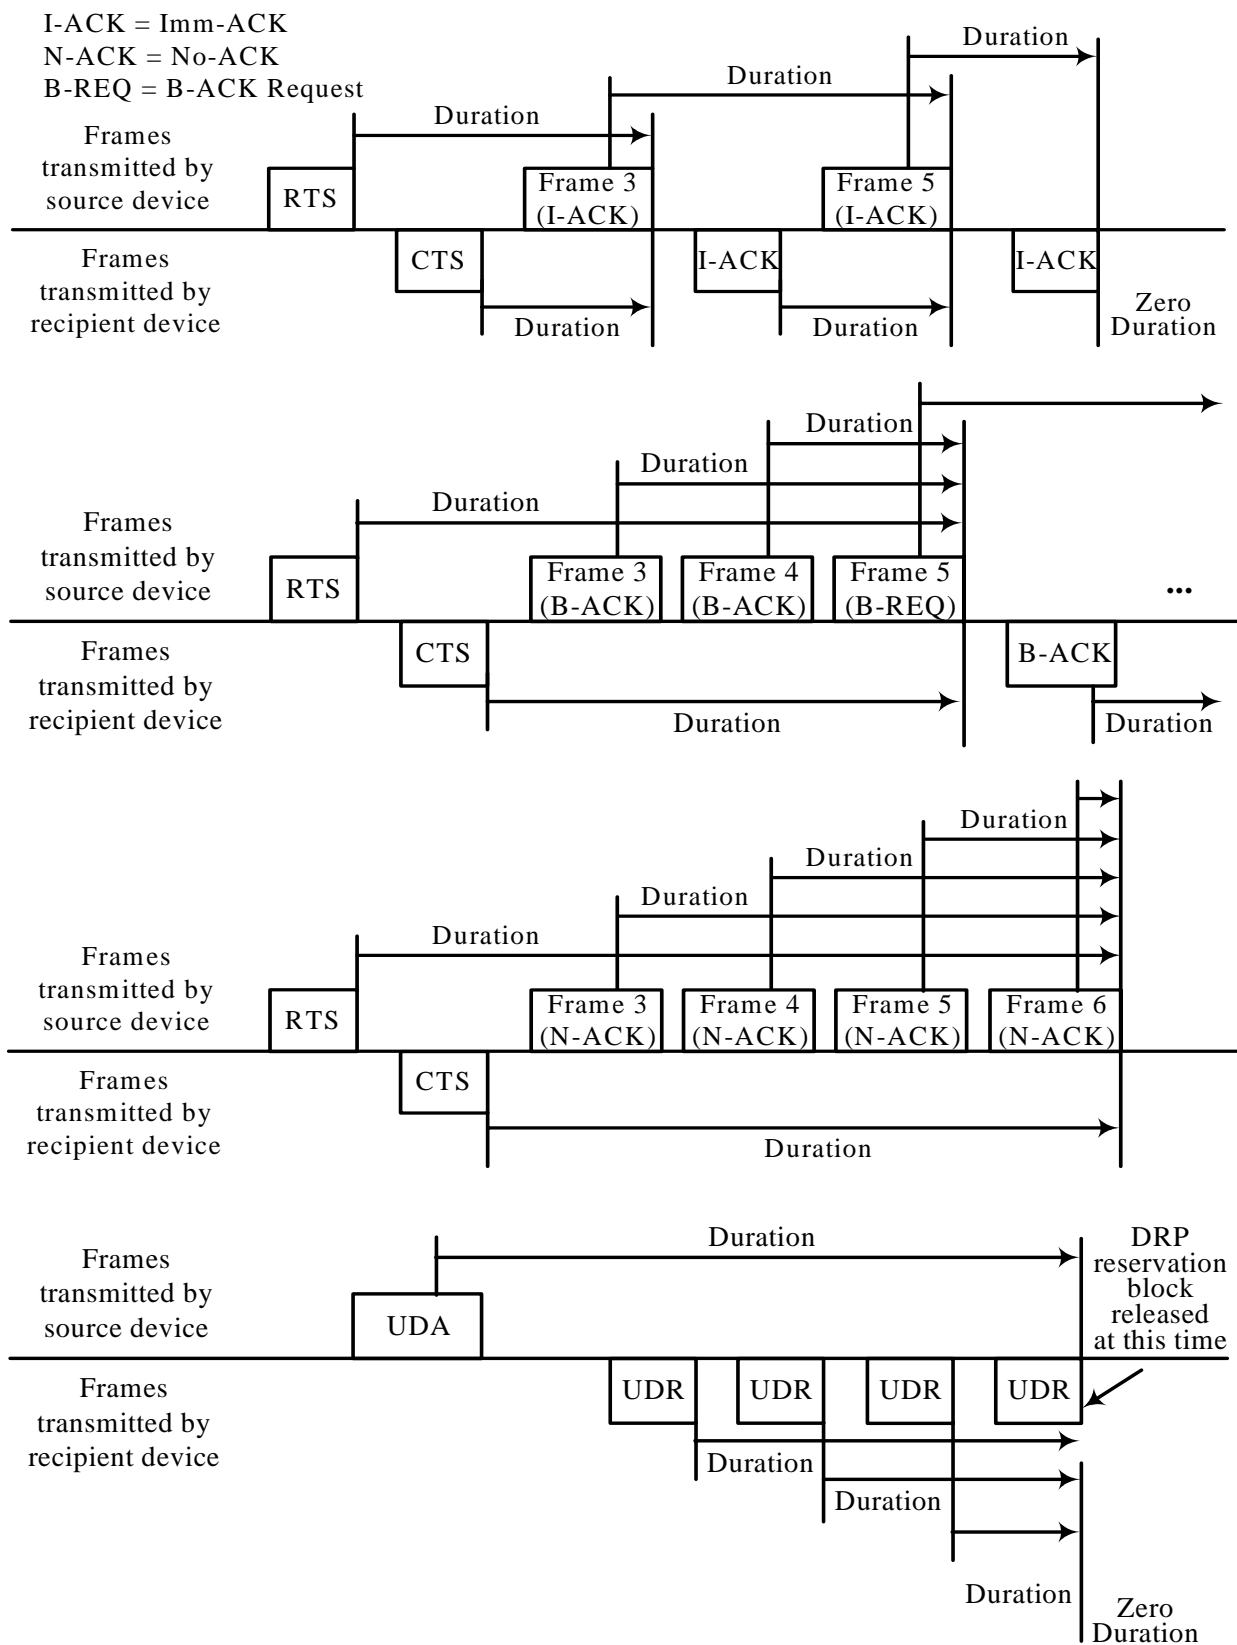 I-ACK = Imm-ACK
N-ACK = No-ACK
B-REQ = B-ACK Request
Duration
Duration
Duration
Frames
transmitted by
source device
RTS
Frame 3
(I-ACK)
Frame 5
(I-ACK)
Frames
transmitted by
recipient device
CTS
I-ACK
I-ACK
Duration
Duration
Zero
Duration
Duration
Duration
Duration
Frames
transmitted by
source device
RTS
Frame 3
(B-ACK)
Frame 4
(B-ACK)
Frame 5
(B-REQ)
...
Frames
transmitted by
recipient device
CTS
B-ACK
Duration
Duration
Duration
Duration
Duration
Duration
Frames
transmitted by
source device
RTS
Frame 3
(N-ACK)
Frame 4
(N-ACK)
Frame 5
(N-ACK)
Frame 6
(N-ACK)
Frames
transmitted by
recipient device
CTS
Duration
Duration
DRP
reservation
block
released
at this time
Frames
transmitted by
source device
UDA
Frames
transmitted by
recipient device
UDR
UDR
UDR
UDR
Duration
Duration
Duration
Zero
Duration